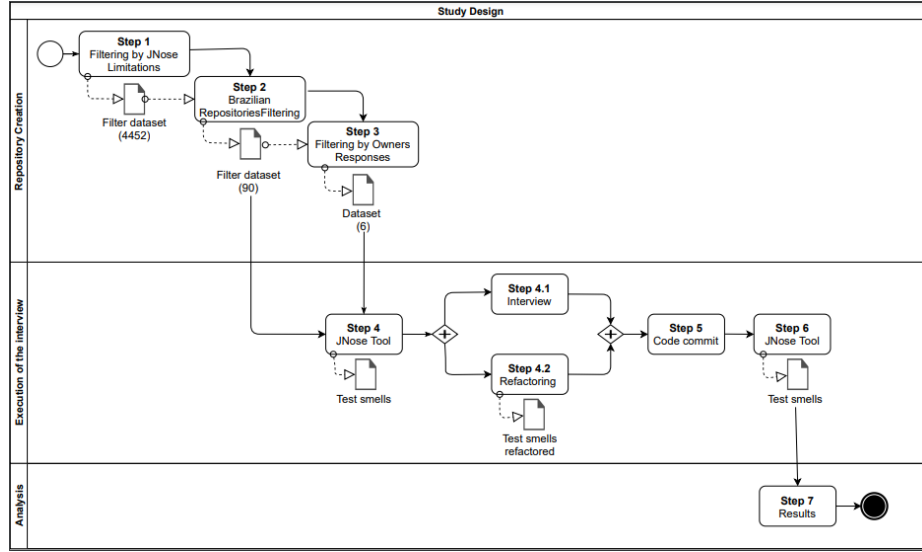 Study Design
Repository Creation
Step 1
Filtering by JNose
Limitations
Filter dataset
(4452)
Step 2
Brazilian
RepositoriesFiltering
Filter dataset
(90)
Step 3
Filtering by Owners
Responses
Dataset
(6)
Execution of the interview
Step 4
JNose Tool
Test smells
Step 4.1
Interview
Step 4.2
Refactoring
Test smells
refactored
Step 5
Code commit
Step 6
JNose Tool
Test smells
Analysis
Step 7
Results